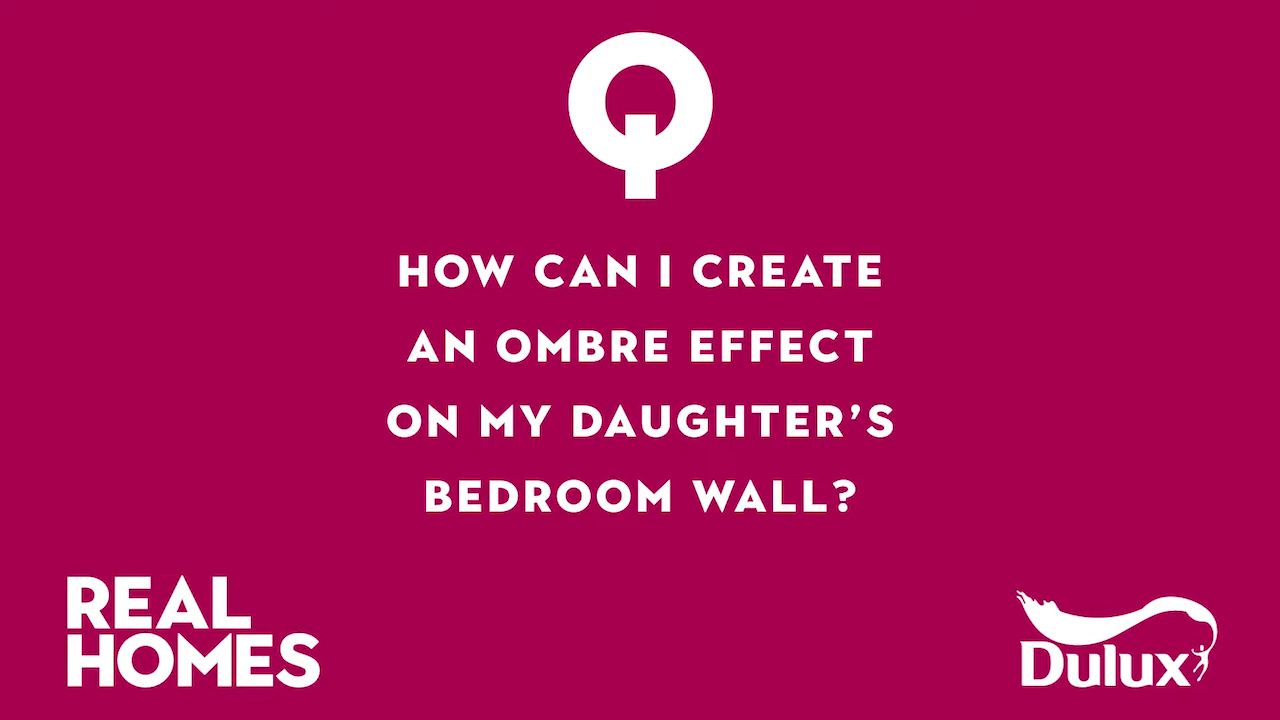 Q
HOW CAN I CREATE
AN OMBRE EFFECT
ON MY DAUGHTER’S
BEDROOM WALL?
REAL
HOMES
Dulux